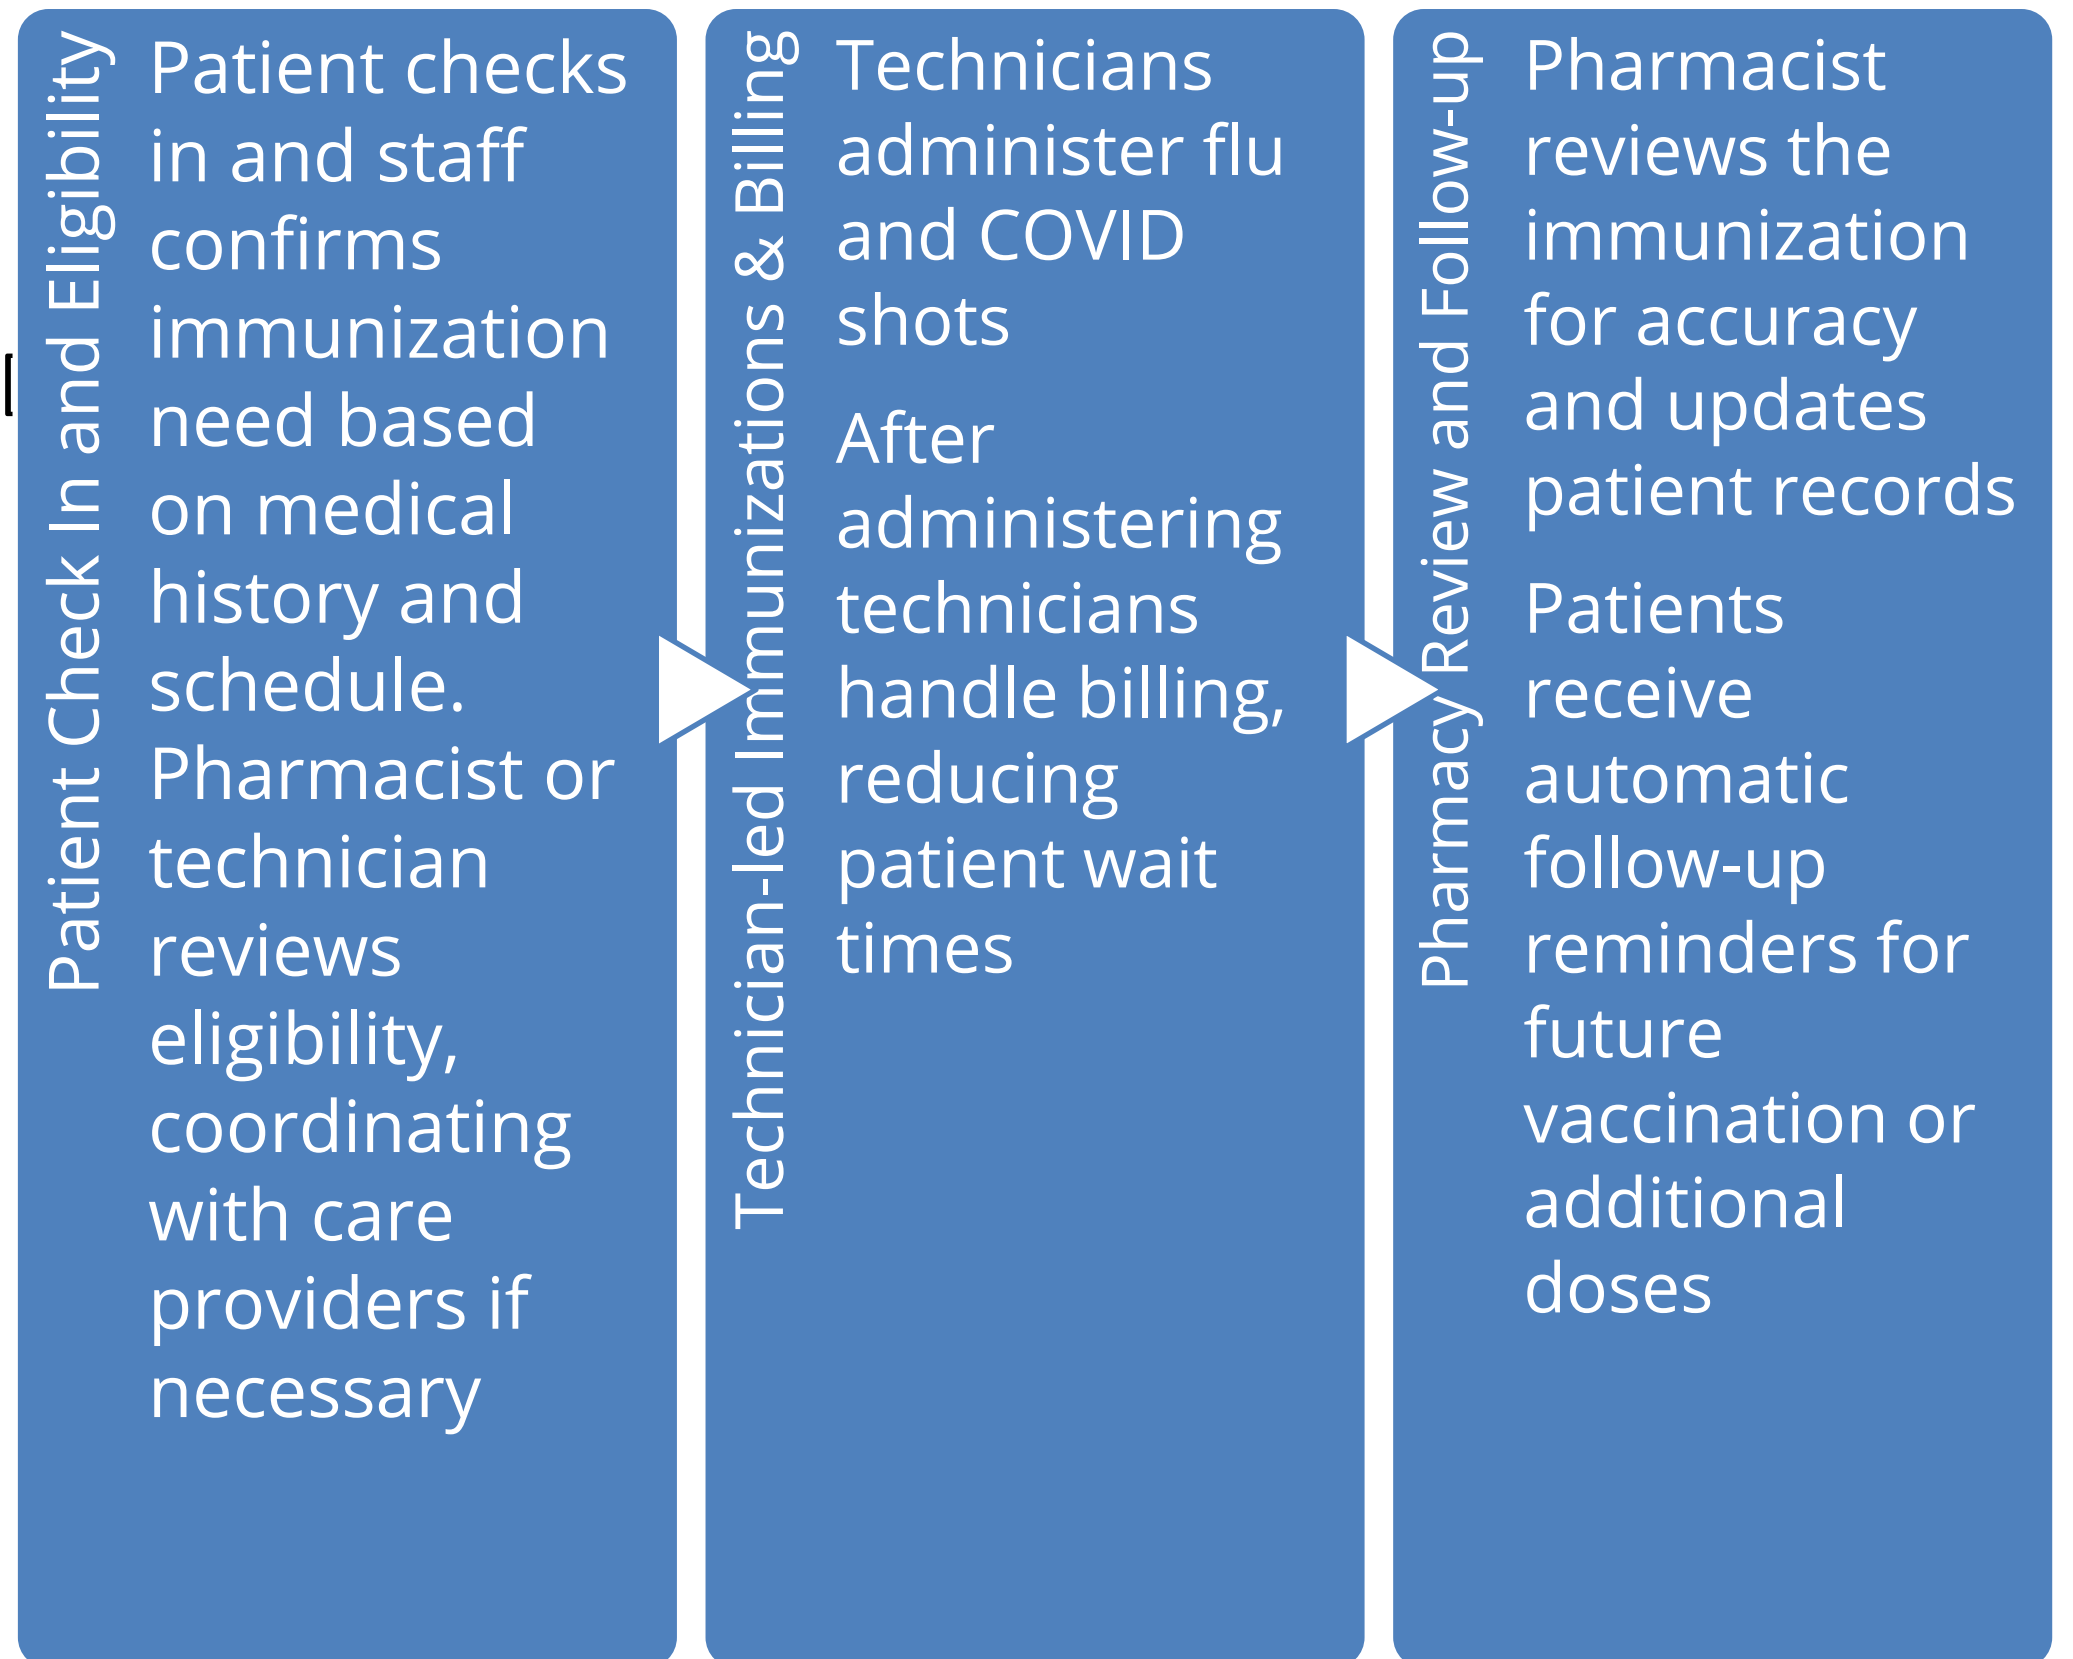 Patient Check In and Eligibility
Patient checks
in and staff
confirms
immunization
need based
on medical
history and
schedule.
Pharmacist or
technician
reviews
eligibility,
coordinating
with care
providers if
necessary
Technician-led Immunizations & Billing
Technicians
administer flu
and COVID
shots
After
administering
technicians
handle billing,
reducing
patient wait
times
Pharmacy Review and Follow-up
Pharmacist
reviews the
immunization
for accuracy
and updates
patient records
Patients
receive
automatic
follow-up
reminders for
future
vaccination or
additional
doses